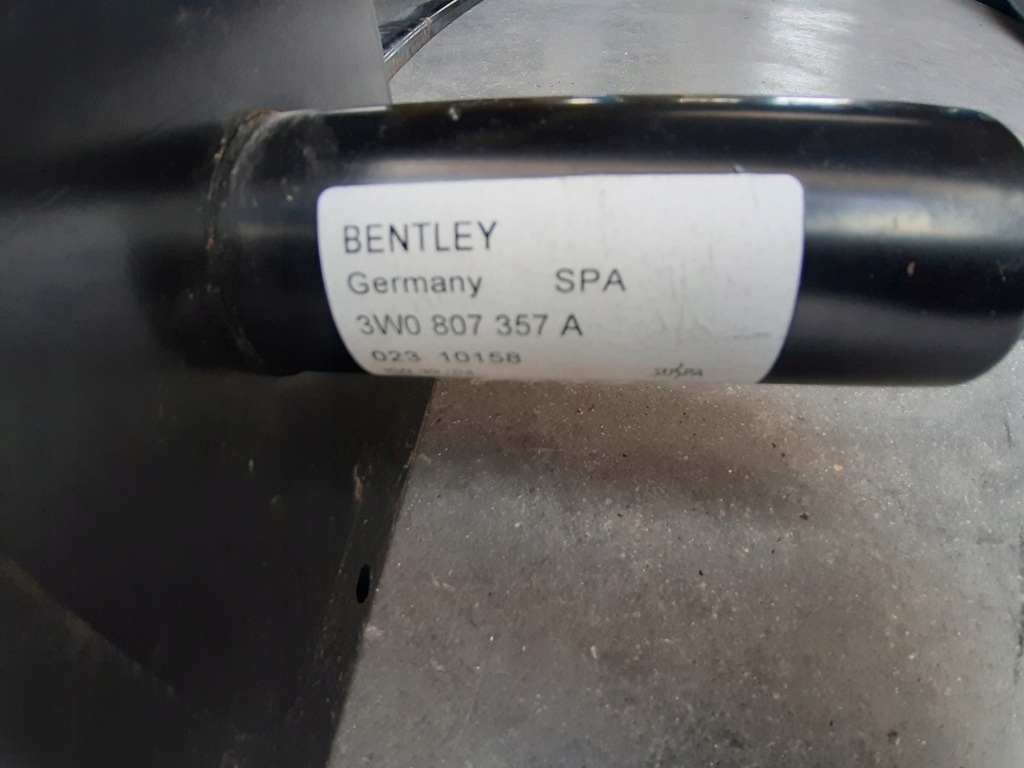 BENTLEY
Germany SPA
3W0 807 357 A
023 10158